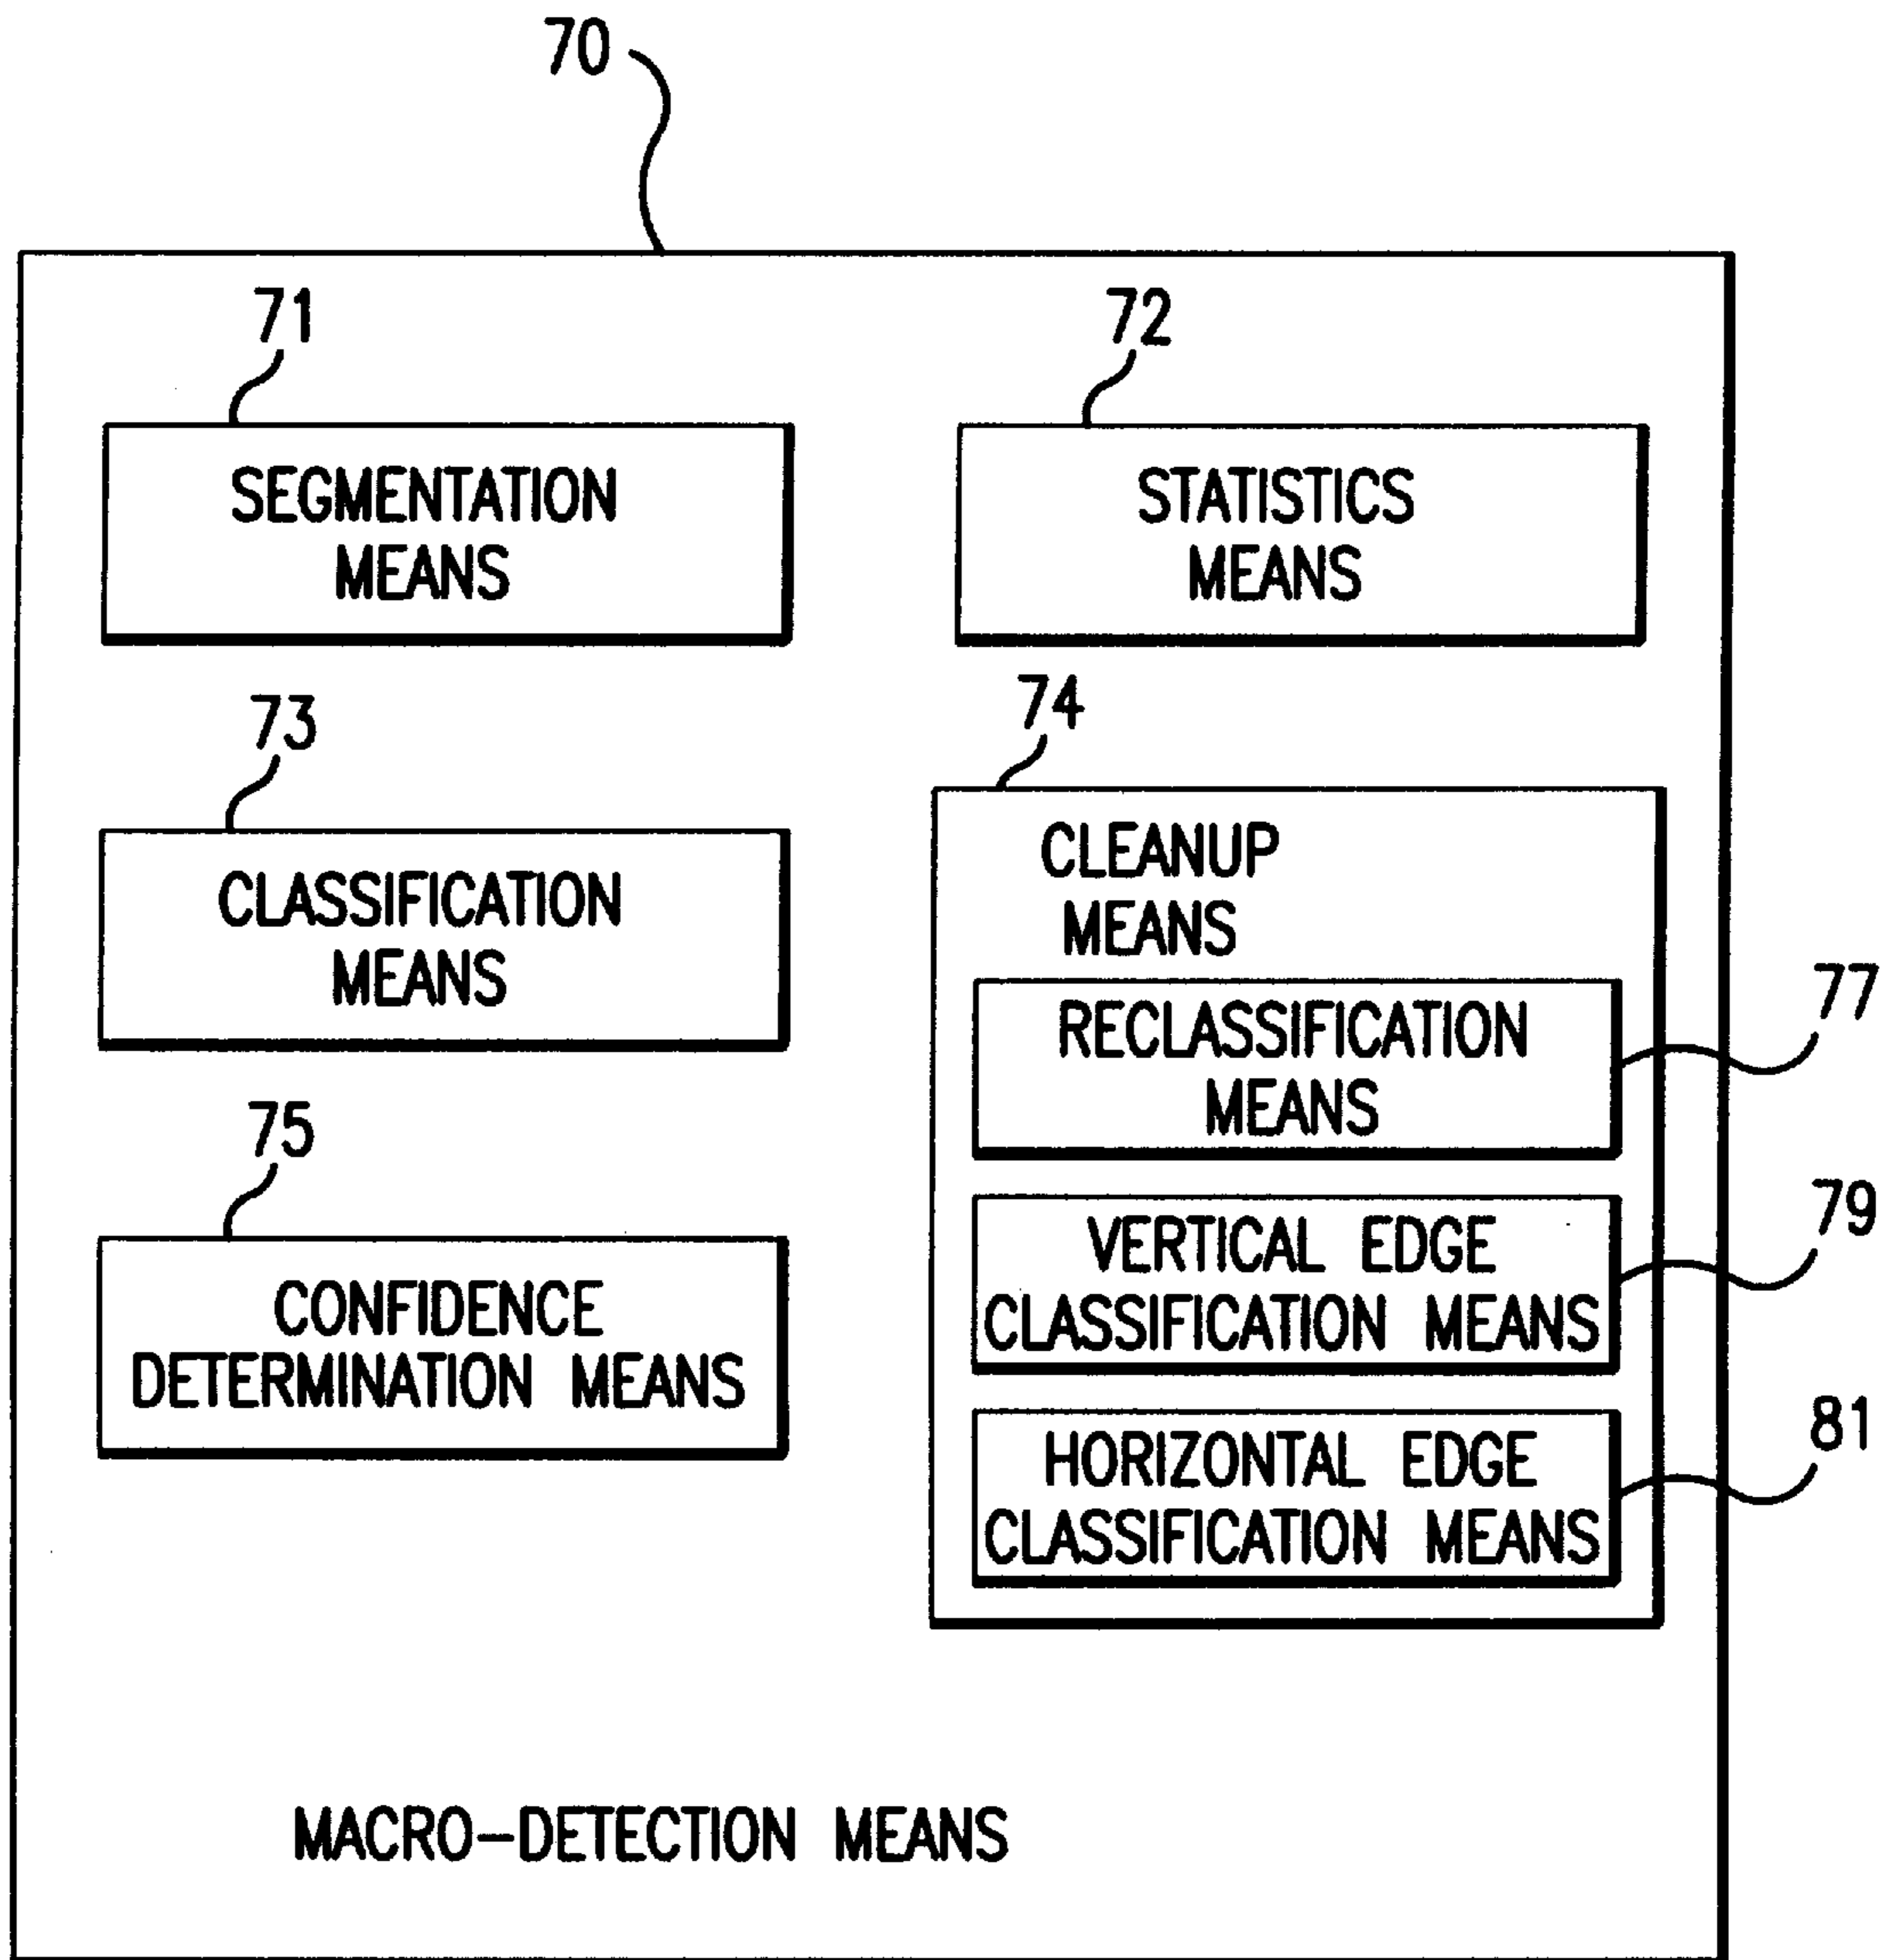 70
71
72
SEGMENTATION
MEANS
STATISTICS
MEANS
73
74
CLASSIFICATION
MEANS
CLEANUP
MEANS
77
RECLASSIFICATION
MEANS
75
79
CONFIDENCE
DETERMINATION MEANS
VERTICAL EDGE
CLASSIFICATION MEANS
81
HORIZONTAL EDGE
CLASSIFICATION MEANS
MACRO-DETECTION MEANS